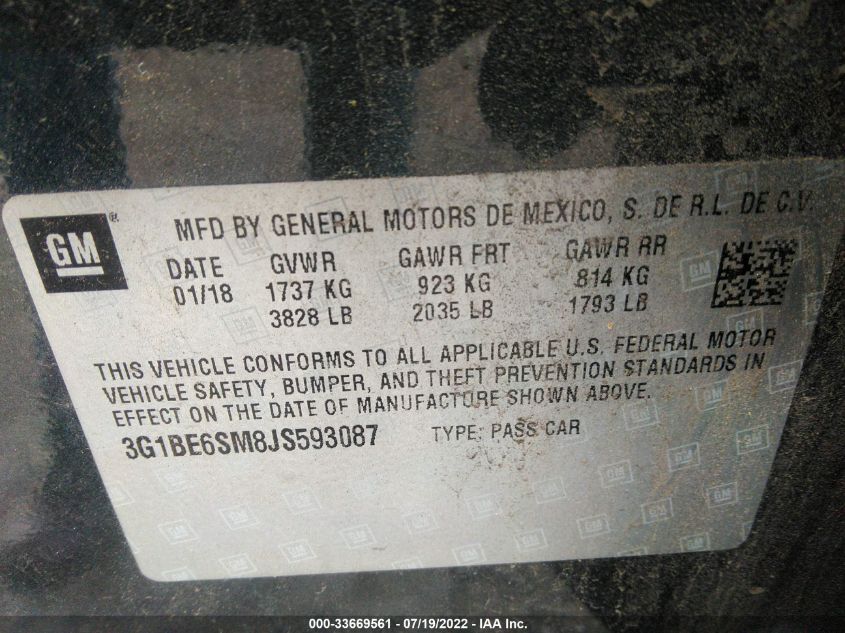 GM ®
MFD BY GENERAL MOTORS DE MEXICO, S. DE R.L. DE C.V.
DATE GVWR GAWR FRT GAWR RR
01/18 1737 KG 923 KG 814 KG
3828 LB 2035 LB 1793 LB
THIS VEHICLE CONFORMS TO ALL APPLICABLE U.S. FEDERAL MOTOR
VEHICLE SAFETY, BUMPER, AND THEFT PREVENTION STANDARDS IN
EFFECT ON THE DATE OF MANUFACTURE SHOWN ABOVE.
3G1BE6SM8JS593087 TYPE: PASS CAR
000-33669561 - 07/19/2022 - IAA Inc.